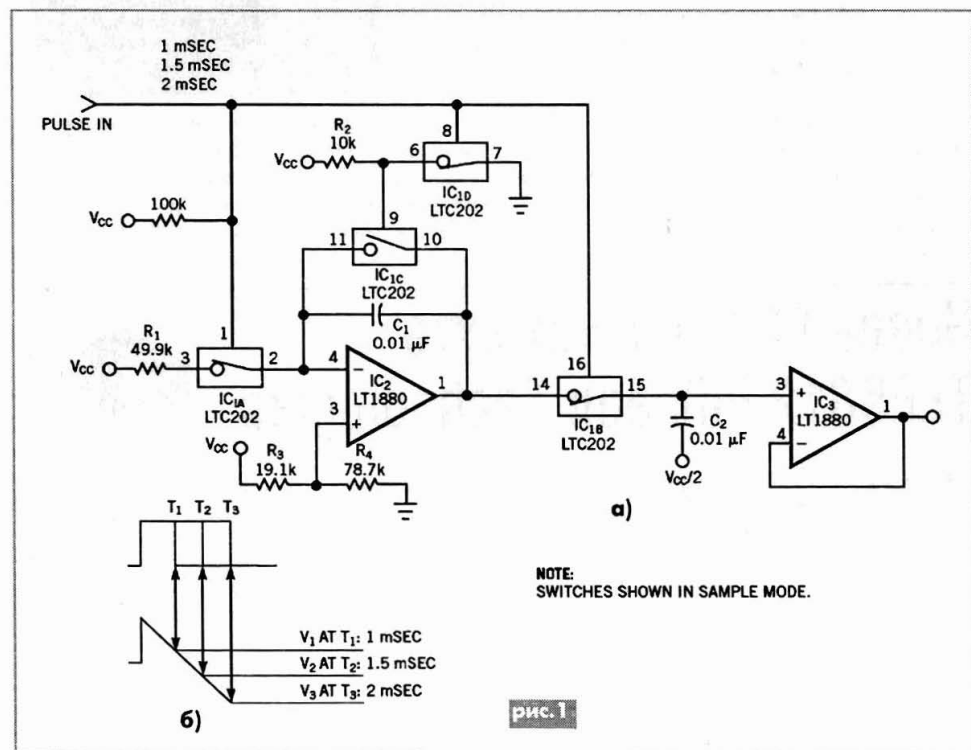 1 mSEC
1.5 mSEC
2 mSEC
PULSE IN
R2
10k
VCC
6
8
7
IC1D
LTC202
VCC
100k
9
11
10
IC1C
LTC202
C1
0.01 µF
R1
49.9k
VCC
3
1
2
IC1A
LTC202
4
−
IC2
LT1880
3
+
1
16
14
15
IC1B
LTC202
C2
0.01 µF
VCC/2
3
+
IC3
LT1880
4
−
1
VCC
R3
19.1k
R4
78.7k
а)
T1 T2 T3
V1 AT T1: 1 mSEC
V2 AT T2: 1.5 mSEC
V3 AT T3: 2 mSEC
б)
NOTE:
SWITCHES SHOWN IN SAMPLE MODE.
рис.1